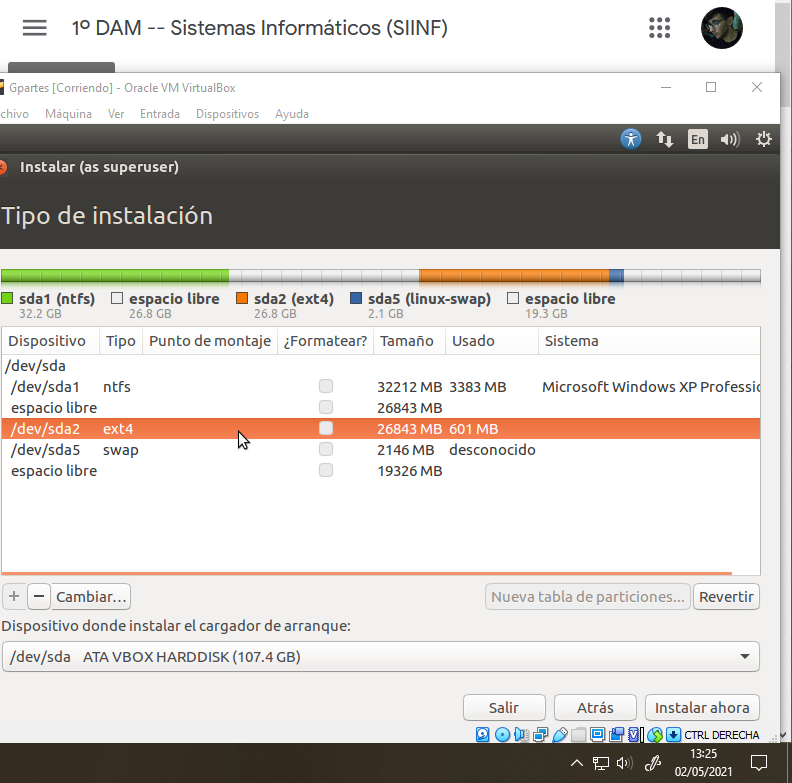 1º DAM -- Sistemas Informáticos (SIINF)
Gpartes [Corriendo] - Oracle VM VirtualBox
chivo Máquina Ver Entrada Dispositivos Ayuda
En
Instalar (as superuser)
Tipo de instalación
sda1 (ntfs) espacio libre sda2 (ext4) sda5 (linux-swap) espacio libre
32.2 GB 26.8 GB 26.8 GB 2.1 GB 19.3 GB
Dispositivo Tipo Punto de montaje ¿Formatear? Tamaño Usado Sistema
/dev/sda
/dev/sda1 ntfs 32212 MB 3383 MB Microsoft Windows XP Professic
espacio libre 26843 MB
/dev/sda2 ext4 26843 MB 601 MB
/dev/sda5 swap 2146 MB desconocido
espacio libre 19326 MB
+ − Cambiar... Nueva tabla de particiones... Revertir
Dispositivo donde instalar el cargador de arranque:
/dev/sda ATA VBOX HARDDISK (107.4 GB)
Salir Atrás Instalar ahora
CTRL DERECHA
13:25
02/05/2021